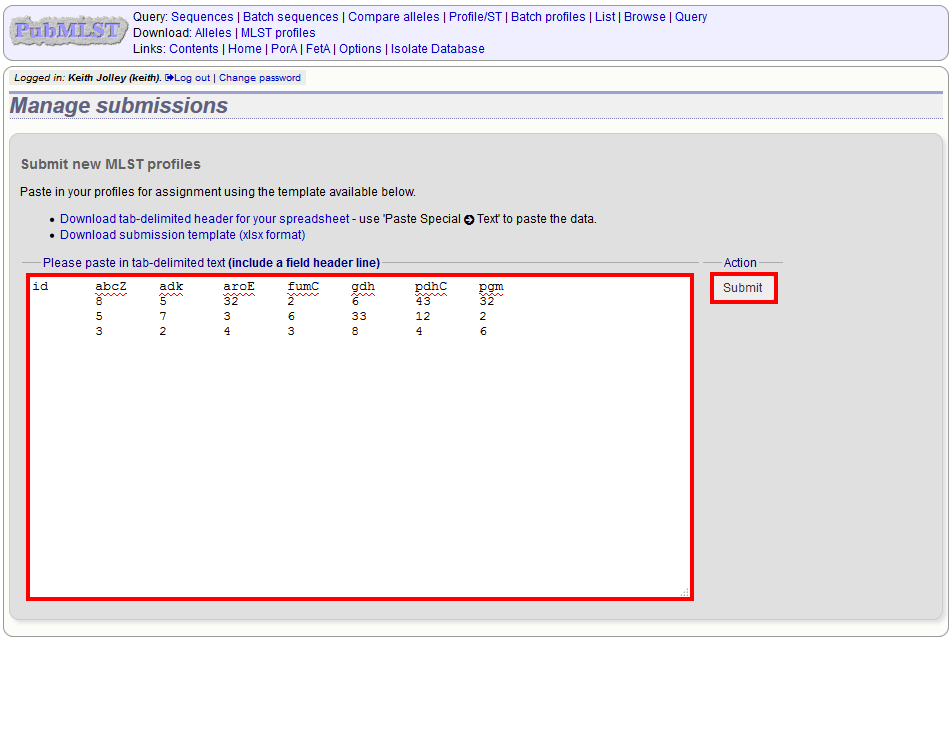 PubMLST
Query: Sequences | Batch sequences | Compare alleles | Profile/ST | Batch profiles | List | Browse | Query
Download: Alleles | MLST profiles
Links: Contents | Home | PorA | FetA | Options | Isolate Database
Logged in: Keith Jolley (keith). Log out | Change password
Manage submissions
Submit new MLST profiles
Paste in your profiles for assignment using the template available below.
• Download tab-delimited header for your spreadsheet - use 'Paste Special ➔ Text' to paste the data.
• Download submission template (xlsx format)
Please paste in tab-delimited text (include a field header line)
Action
id abcZ adk aroE fumC gdh pdhC pgm
Submit
8 5 32 2 6 43 32
5 7 3 6 33 12 2
3 2 4 3 8 4 6